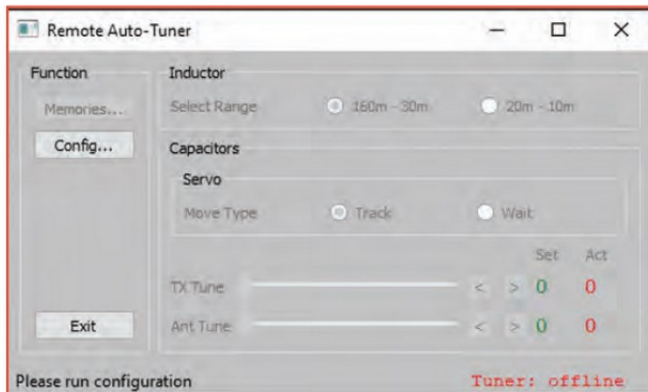 Remote Auto-Tuner
Function
Memories...
Config...
Exit
Inductor
Select Range 160m - 30m 20m - 10m
Capacitors
Servo
Move Type Track Wait
Set Act
TX Tune < > 0 0
Ant Tune < > 0 0
Please run configuration Tuner: offline